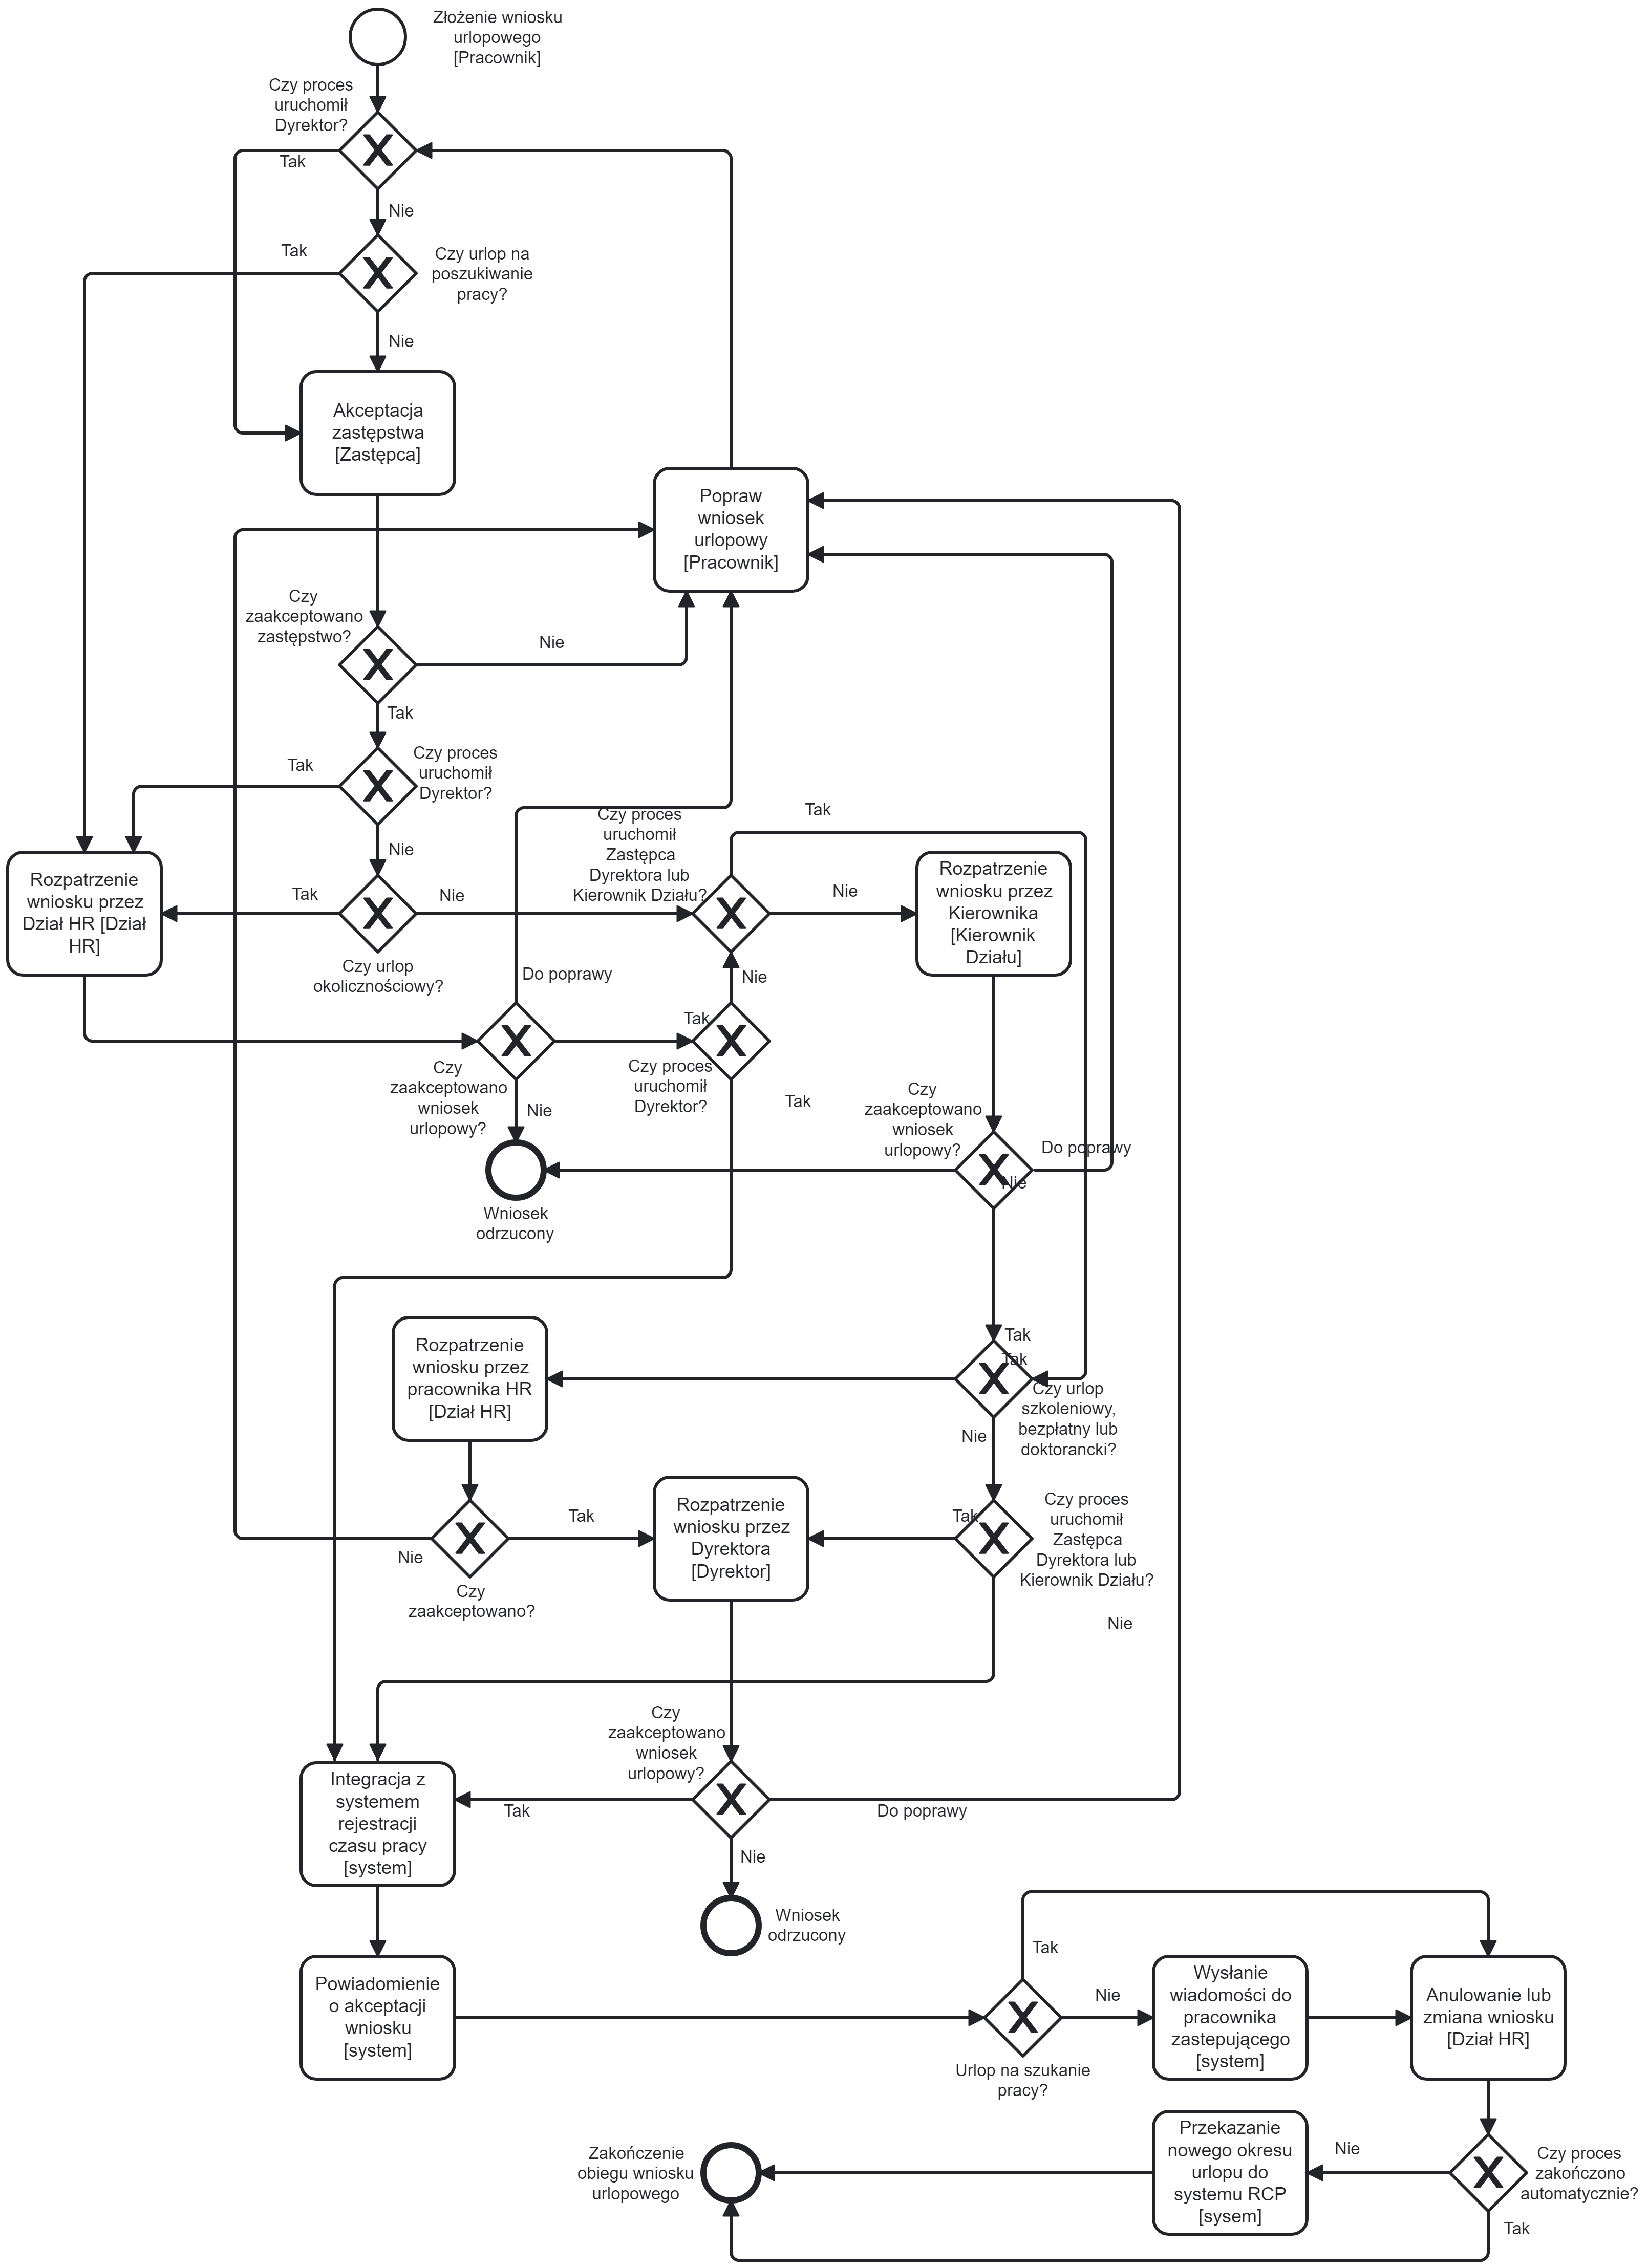 Złożenie wniosku
urlopowego
[Pracownik]
Czy proces
uruchomił
Dyrektor?
Tak
Nie
Tak
Czy urlop na
poszukiwanie
pracy?
Nie
Akceptacja
zastępstwa
[Zastępca]
Popraw
wniosek
urlopowy
[Pracownik]
Czy
zaakceptowano
zastępstwo?
Nie
Tak
Czy proces
uruchomił
Dyrektor?
Tak
Nie
Czy proces
uruchomił
Zastępca
Dyrektora lub
Kierownik Działu?
Tak
Rozpatrzenie
wniosku przez
Dział HR [Dział
HR]
Tak
Nie
Nie
Rozpatrzenie
wniosku przez
Kierownika
[Kierownik
Działu]
Czy urlop
okolicznościowy?
Do poprawy
Nie
Tak
Czy
zaakceptowano
wniosek
urlopowy?
Czy proces
uruchomił
Dyrektor?
Tak
Nie
Czy
zaakceptowano
wniosek
urlopowy?
Do poprawy
Nie
Wniosek
odrzucony
Rozpatrzenie
wniosku przez
pracownika HR
[Dział HR]
Tak
Tak
Czy urlop
szkoleniowy,
bezpłatny lub
doktorancki?
Nie
Tak
Nie
Czy
zaakceptowano?
Rozpatrzenie
wniosku przez
Dyrektora
[Dyrektor]
Tak
Czy proces
uruchomił
Zastępca
Dyrektora lub
Kierownik Działu?
Nie
Czy
zaakceptowano
wniosek
urlopowy?
Integracja z
systemem
rejestracji
czasu pracy
[system]
Tak
Do poprawy
Nie
Wniosek
odrzucony
Powiadomienie
o akceptacji
wniosku
[system]
Tak
Nie
Urlop na szukanie
pracy?
Wysłanie
wiadomości do
pracownika
zastepującego
[system]
Anulowanie lub
zmiana wniosku
[Dział HR]
Zakończenie
obiegu wniosku
urlopowego
Przekazanie
nowego okresu
urlopu do
systemu RCP
[sysem]
Nie
Czy proces
zakończono
automatycznie?
Tak